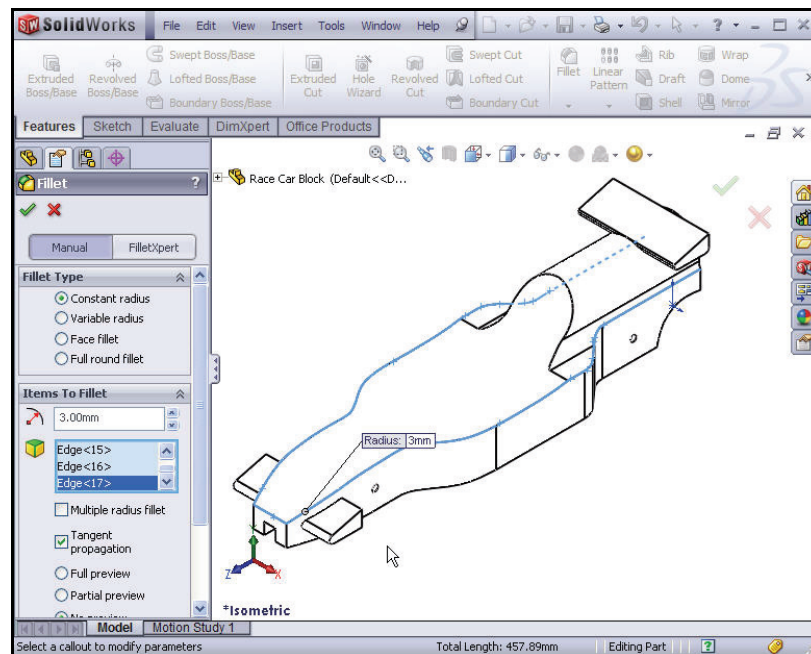 SolidWorks File Edit View Insert Tools Window Help
Extruded Boss/Base
Revolved Boss/Base
Swept Boss/Base
Lofted Boss/Base
Boundary Boss/Base
Extruded Cut
Hole Wizard
Revolved Cut
Swept Cut
Lofted Cut
Boundary Cut
Fillet
Linear Pattern
Rib
Draft
Shell
Wrap
Dome
Mirror
Features Sketch Evaluate DimXpert Office Products
Fillet ?
Race Car Block (Default<<D...
Manual FilletXpert
Fillet Type
Constant radius
Variable radius
Face fillet
Full round fillet
Items To Fillet
3.00mm
Edge<15>
Edge<16>
Edge<17>
Multiple radius fillet
Tangent
propagation
Full preview
Partial preview
No preview
Radius: 3mm
Y
Z X
*Isometric
Model Motion Study 1
Select a callout to modify parameters Total Length: 457.89mm Editing Part ?